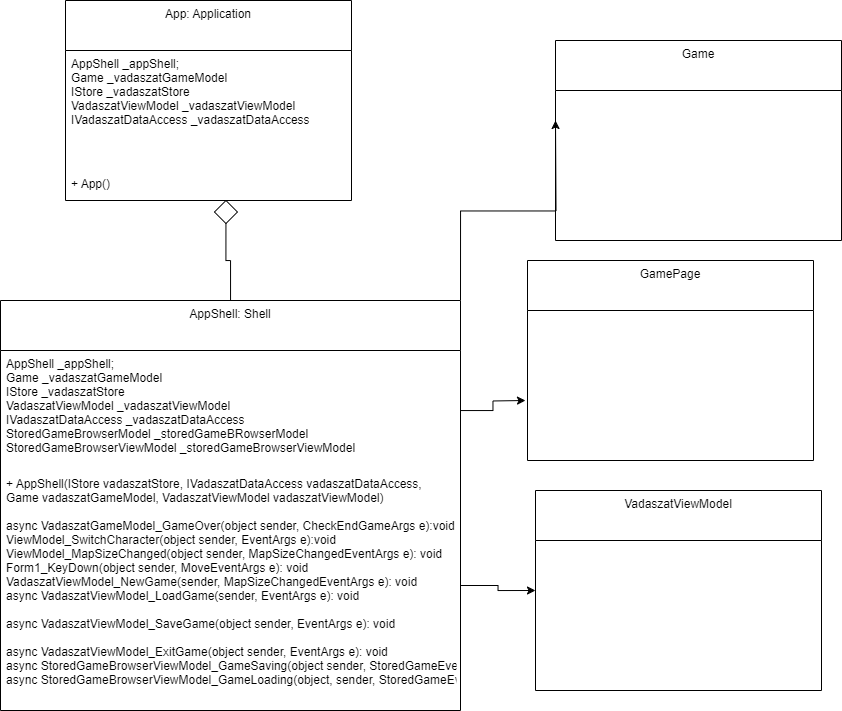 App: Application
AppShell _appShell;
Game _vadaszatGameModel
IStore _vadaszatStore
VadaszatViewModel _vadaszatViewModel
IVadaszatDataAccess _vadaszatDataAccess
+ App()
Game
GamePage
AppShell: Shell
AppShell _appShell;
Game _vadaszatGameModel
IStore _vadaszatStore
VadaszatViewModel _vadaszatViewModel
IVadaszatDataAccess _vadaszatDataAccess
StoredGameBrowserModel _storedGameBRowserModel
StoredGameBrowserViewModel _storedGameBrowserViewModel
+ AppShell(IStore vadaszatStore, IVadaszatDataAccess vadaszatDataAccess,
Game vadaszatGameModel, VadaszatViewModel vadaszatViewModel)
async VadaszatGameModel_GameOver(object sender, CheckEndGameArgs e):void
ViewModel_SwitchCharacter(object sender, EventArgs e):void
ViewModel_MapSizeChanged(object sender, MapSizeChangedEventArgs e): void
Form1_KeyDown(object sender, MoveEventArgs e): void
VadaszatViewModel_NewGame(sender, MapSizeChangedEventArgs e): void
async VadaszatViewModel_LoadGame(sender, EventArgs e): void
async VadaszatViewModel_SaveGame(object sender, EventArgs e): void
async VadaszatViewModel_ExitGame(object sender, EventArgs e): void
async StoredGameBrowserViewModel_GameSaving(object sender, StoredGameEve
async StoredGameBrowserViewModel_GameLoading(object, sender, StoredGameEv
VadaszatViewModel